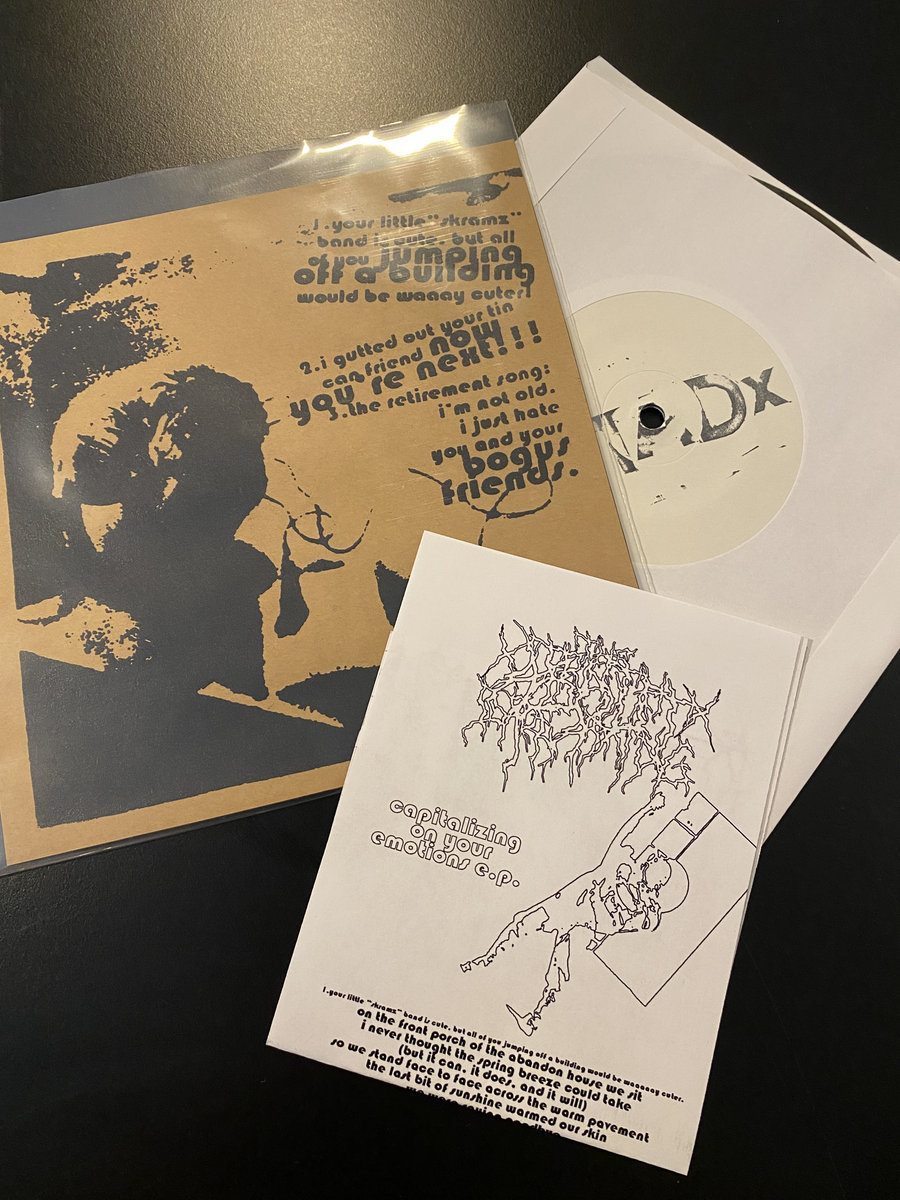 1.your little "skramz"
band is cute, but all
of you jumping
off a building
would be waaay cuter!
2.i gutted out your tin
can friend now
you're next!!!
3.the retirement song:
i'm not old.
i just hate
you and your
bogus
friends.
capitalizing
on your
emotions e.p.
1.your little "skramz" band is cute, but all of you jumping off a building would be waaaaay cuter.
on the front porch of the abandon house we sit
i never thought the spring breeze could take
(but it can, it does, and it will)
so we stand face to face across the warm pavement
the last bit of sunshine warmed our skin